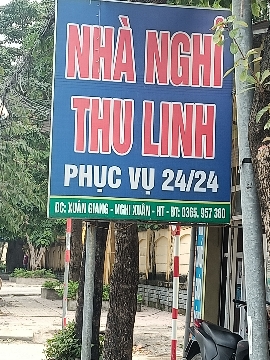 NHÀ NGHỈ
THU LINH
PHỤC VỤ 24/24
ĐC: XUÂN GIANG - NGHI XUÂN - HT - ĐT: 0365. 957 380